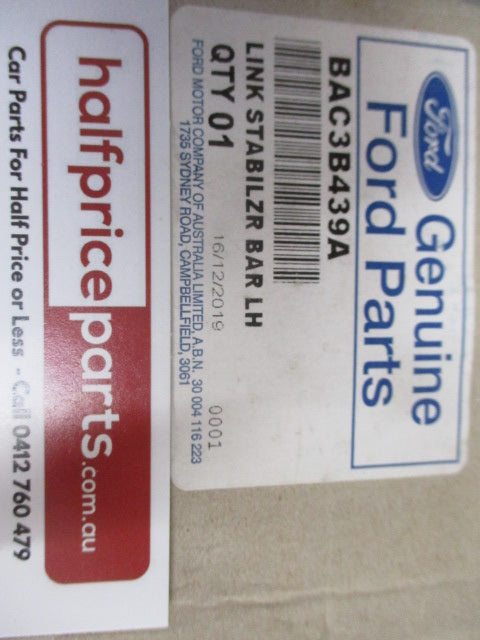 Ford
Genuine
Ford Parts
BAC3B439A
LINK STABILZR BAR LH
QTY 01 16/12/2019 0001
FORD MOTOR COMPANY OF AUSTRALIA LIMITED, A.B.N. 30 004 116 223
1735 SYDNEY ROAD, CAMPBELLFIELD, 3061
halfpriceparts.com.au
Car Parts For Half Price or Less - Call 0412 760 479